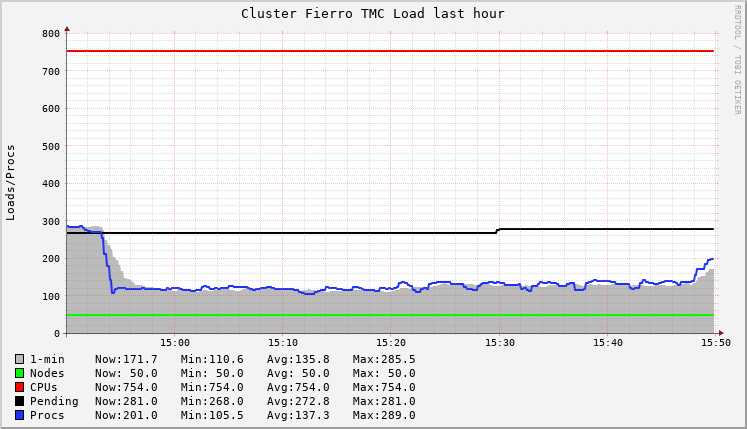 Cluster Fierro TMC Load last hour
RRDTOOL / TOBI OETIKER
Loads/Procs
800
700
600
500
400
300
200
100
0
15:00 15:10 15:20 15:30 15:40 15:50
1-min Now:171.7 Min:110.6 Avg:135.8 Max:285.5
Nodes Now: 50.0 Min: 50.0 Avg: 50.0 Max: 50.0
CPUs Now:754.0 Min:754.0 Avg:754.0 Max:754.0
Pending Now:281.0 Min:268.0 Avg:272.8 Max:281.0
Procs Now:201.0 Min:105.5 Avg:137.3 Max:289.0